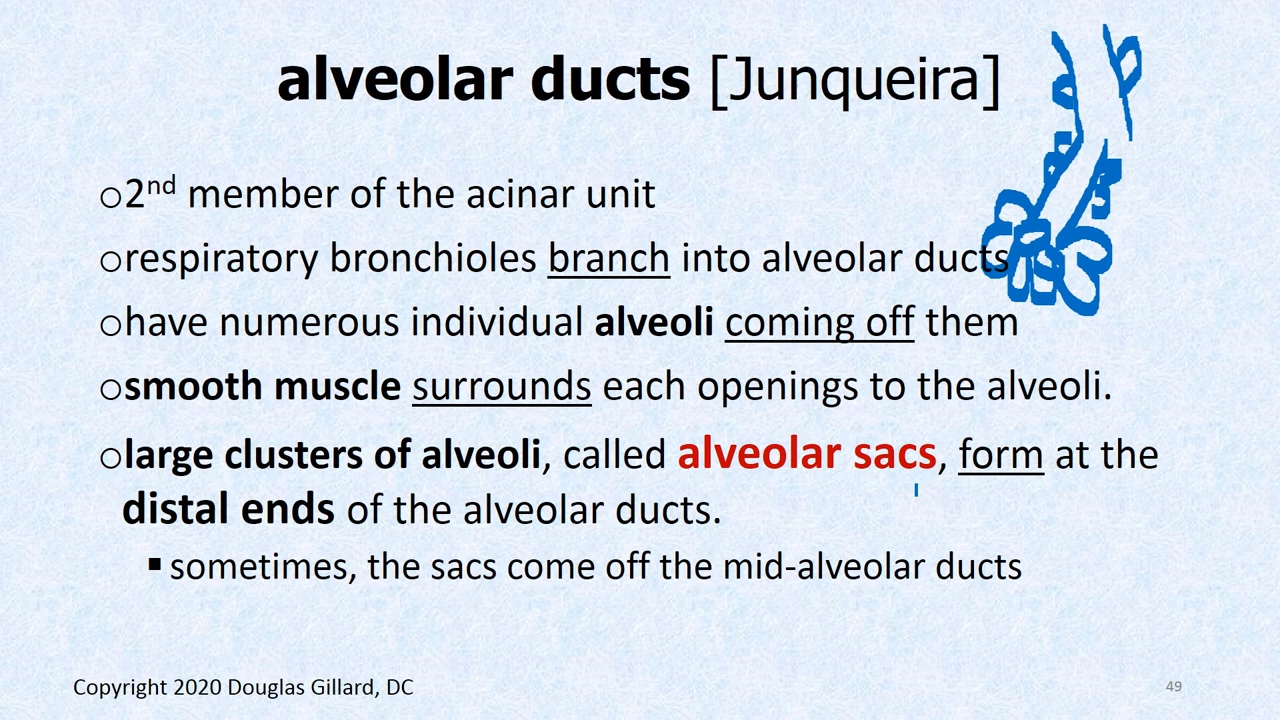 alveolar ducts [Junqueira]
○2nd member of the acinar unit
○respiratory bronchioles branch into alveolar ducts
○have numerous individual alveoli coming off them
○smooth muscle surrounds each openings to the alveoli.
○large clusters of alveoli, called alveolar sacs, form at the
distal ends of the alveolar ducts.
▪ sometimes, the sacs come off the mid-alveolar ducts
Copyright 2020 Douglas Gillard, DC
49